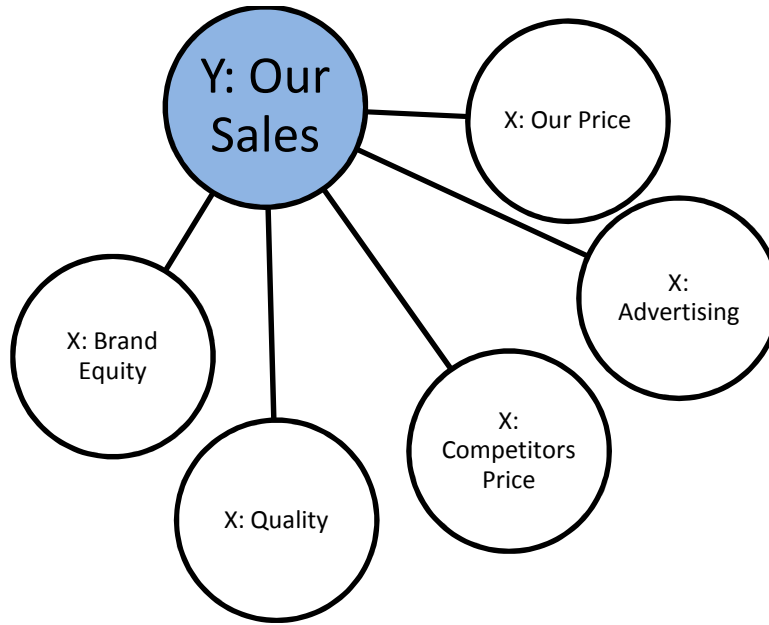 Y: Our
Sales
X: Our Price
X:
Advertising
X: Brand
Equity
X:
Competitors
Price
X: Quality